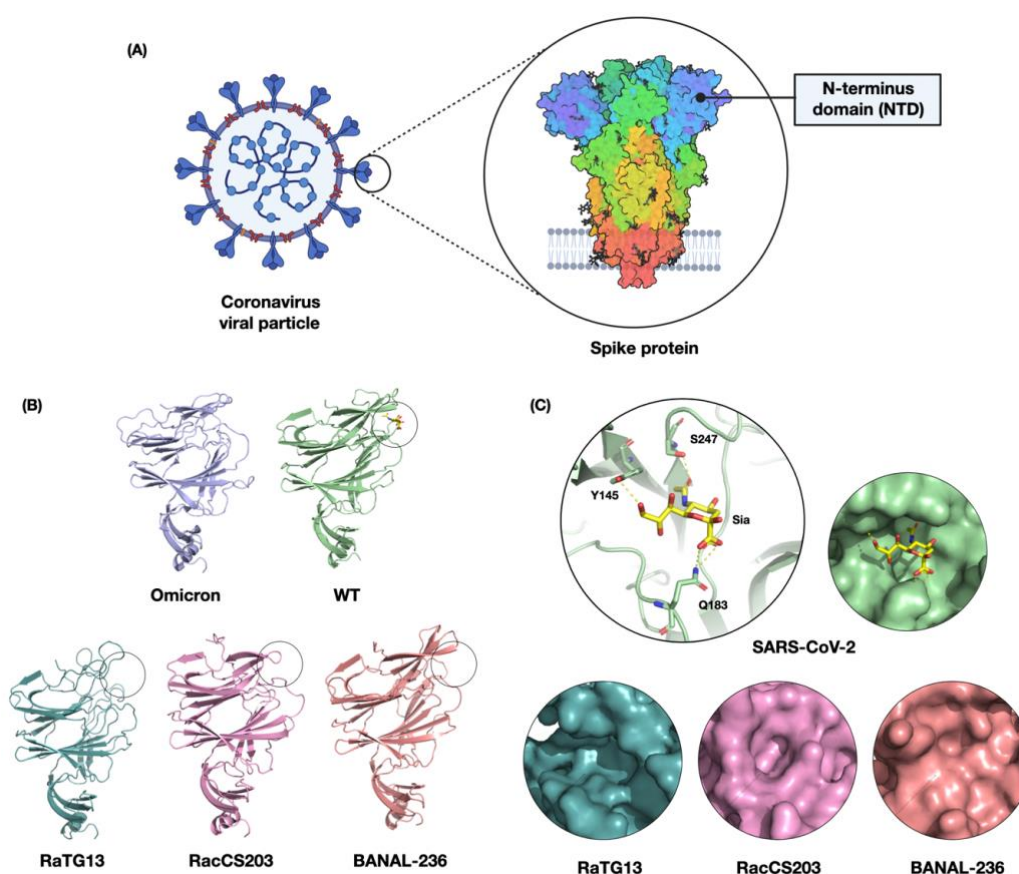 (A)
N-terminus
domain (NTD)
Coronavirus
viral particle
Spike protein
(B)
Omicron
WT
RaTG13
RacCS203
BANAL-236
(C)
S247
Y145
Sia
Q183
SARS-CoV-2
RaTG13
RacCS203
BANAL-236